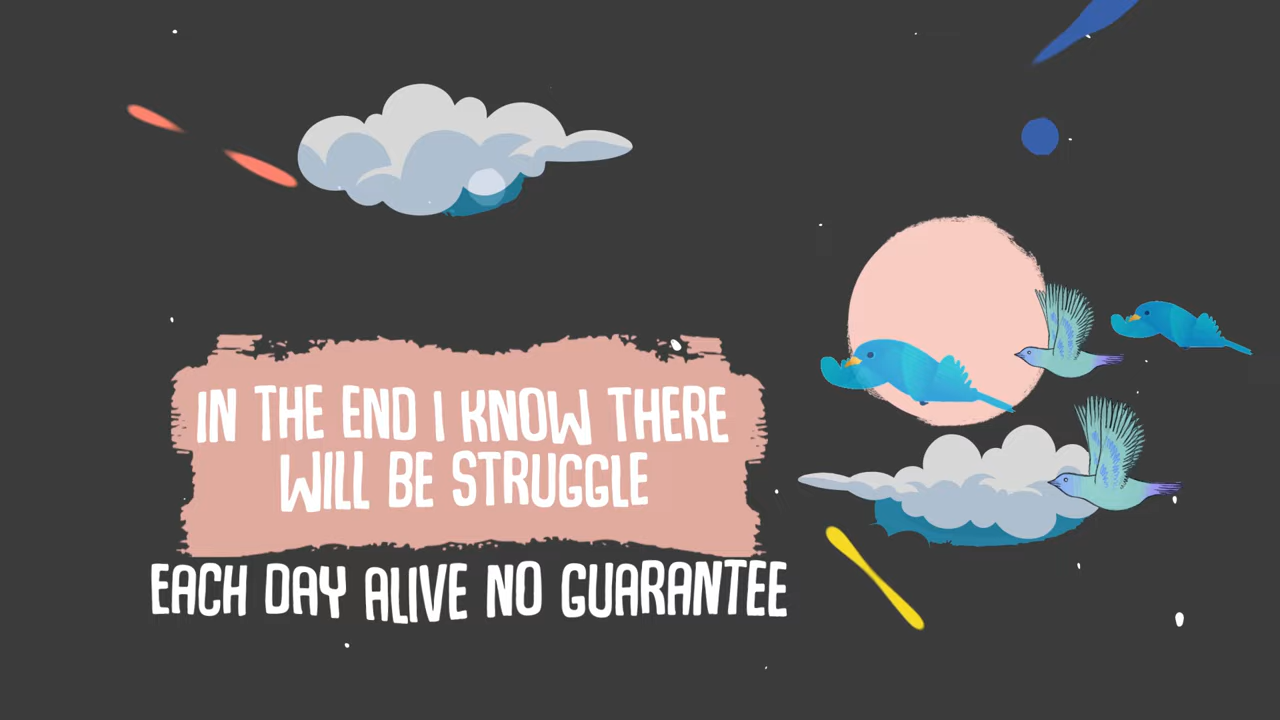 IN THE END I KNOW THERE
WILL BE STRUGGLE
EACH DAY ALIVE NO GUARANTEE